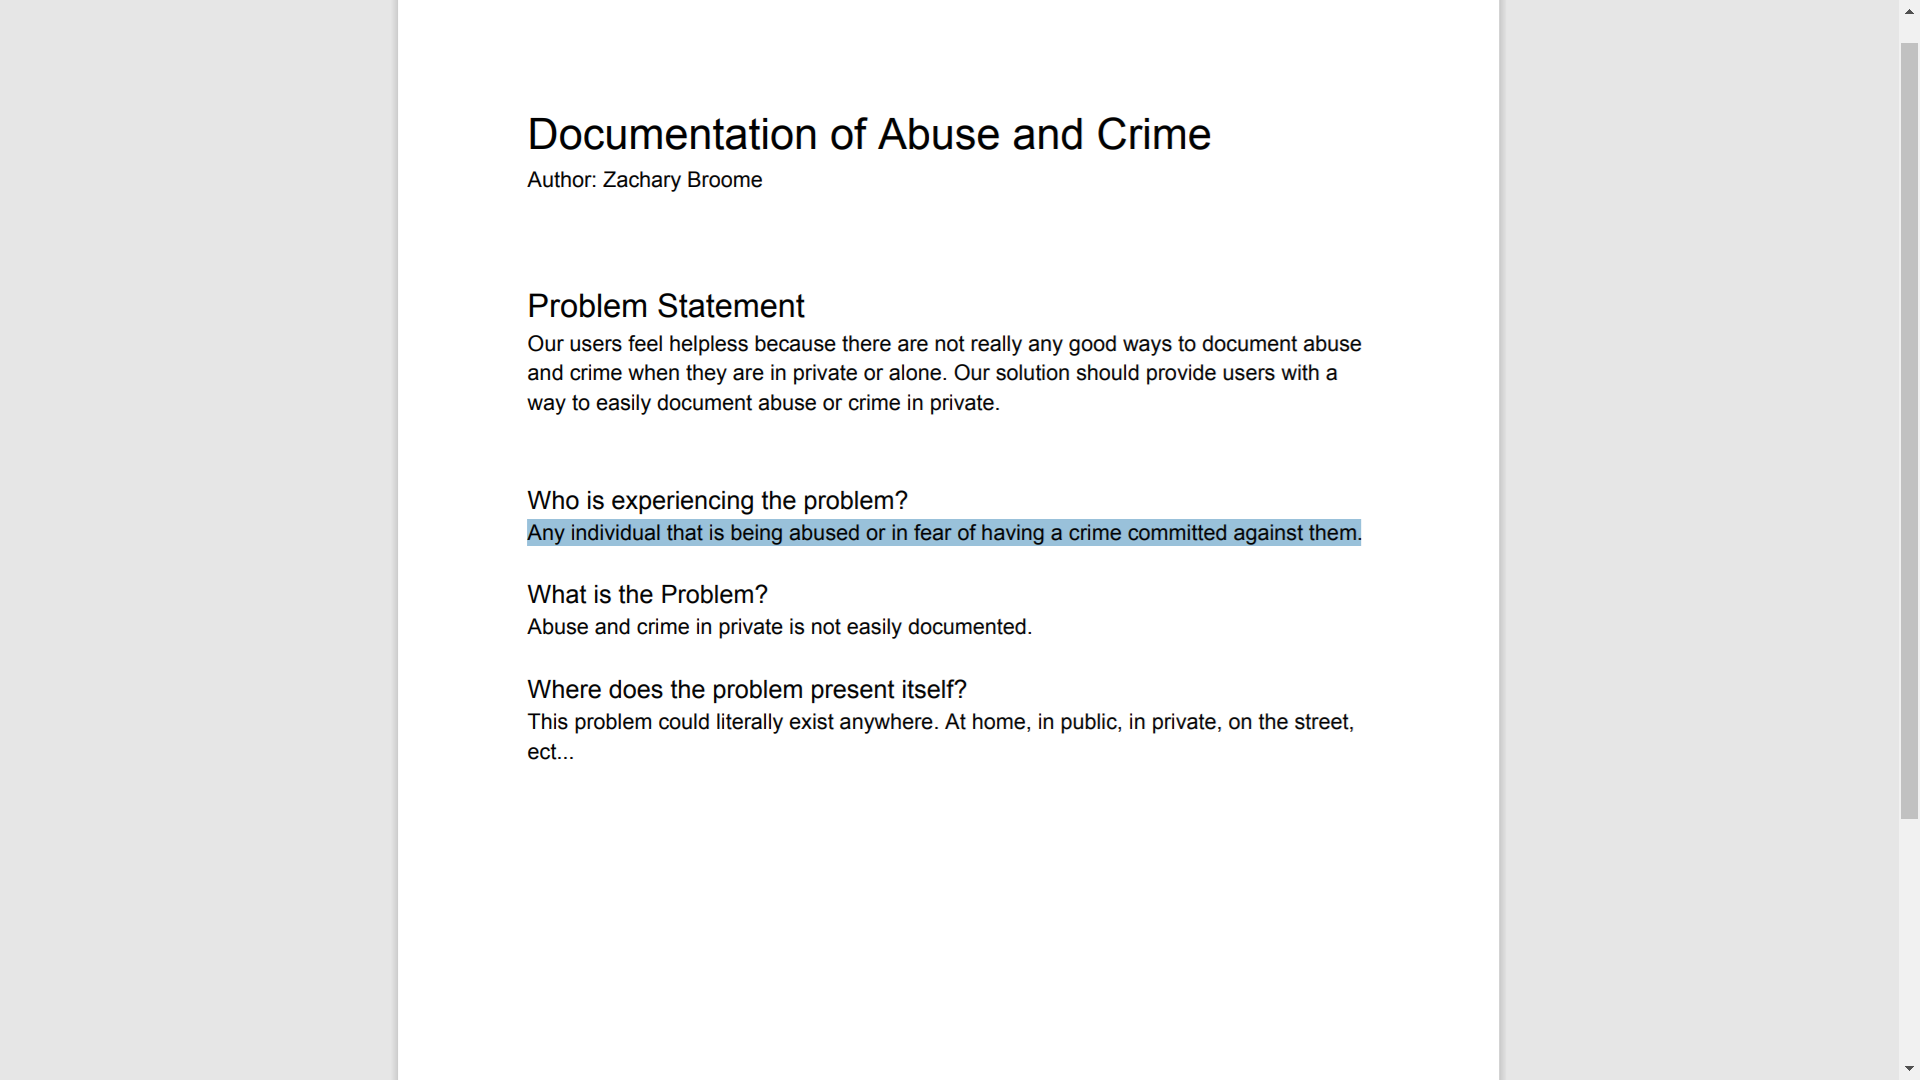 Documentation of Abuse and Crime
Author: Zachary Broome
Problem Statement
Our users feel helpless because there are not really any good ways to document abuse
and crime when they are in private or alone. Our solution should provide users with a
way to easily document abuse or crime in private.
Who is experiencing the problem?
Any individual that is being abused or in fear of having a crime committed against them.
What is the Problem?
Abuse and crime in private is not easily documented.
Where does the problem present itself?
This problem could literally exist anywhere. At home, in public, in private, on the street,
ect...